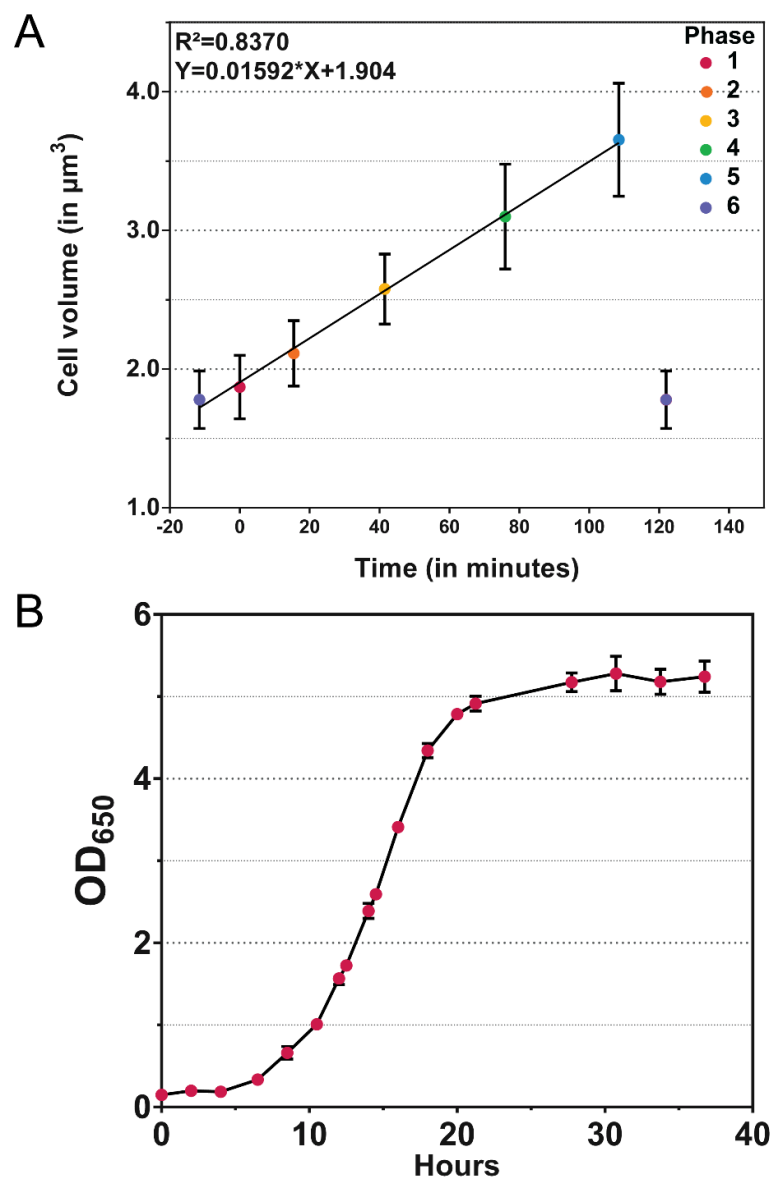 A
R²=0.8370
Y=0.01592*X+1.904
Phase
1
2
3
4
5
6
Cell volume (in µm³)
4.0
3.0
2.0
1.0
-20 0 20 40 60 80 100 120 140
Time (in minutes)
B
OD650
6
4
2
0
0 10 20 30 40
Hours